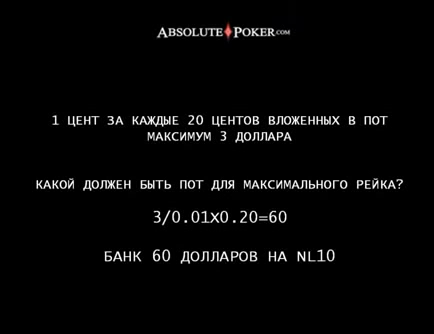 ABSOLUTE POKER.COM
1 ЦЕНТ ЗА КАЖДЫЕ 20 ЦЕНТОВ ВЛОЖЕННЫХ В ПОТ
МАКСИМУМ 3 ДОЛЛАРА
КАКОЙ ДОЛЖЕН БЫТЬ ПОТ ДЛЯ МАКСИМАЛЬНОГО РЕЙКА?
3/0.01X0.20=60
БАНК 60 ДОЛЛАРОВ НА NL10